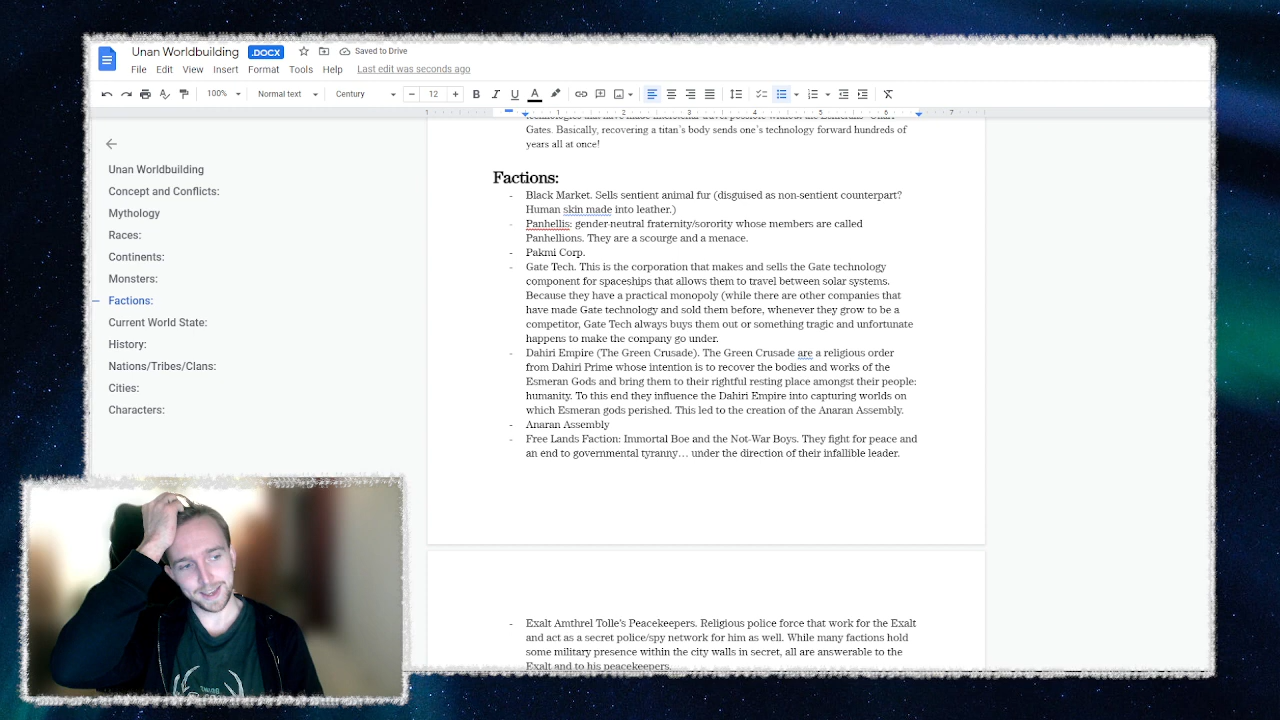 Unan Worldbuilding .DOCX Saved to Drive
File Edit View Insert Format Tools Help Last edit was seconds ago
100% Normal text Century 12
1 1 2 3 4 5 6 7
Unan Worldbuilding
Concept and Conflicts:
Mythology
Races:
Continents:
Monsters:
Factions:
Current World State:
History:
Nations/Tribes/Clans:
Cities:
Characters:
Gates. Basically, recovering a titan's body sends one's technology forward hundreds of
years all at once!
Factions:
- Black Market. Sells sentient animal fur (disguised as non-sentient counterpart?
Human skin made into leather.)
- Panhellis: gender-neutral fraternity/sorority whose members are called
Panhellions. They are a scourge and a menace.
- Pakmi Corp.
- Gate Tech. This is the corporation that makes and sells the Gate technology
component for spaceships that allows them to travel between solar systems.
Because they have a practical monopoly (while there are other companies that
have made Gate technology and sold them before, whenever they grow to be a
competitor, Gate Tech always buys them out or something tragic and unfortunate
happens to make the company go under.
- Dahiri Empire (The Green Crusade). The Green Crusade are a religious order
from Dahiri Prime whose intention is to recover the bodies and works of the
Esmeran Gods and bring them to their rightful resting place amongst their people:
humanity. To this end they influence the Dahiri Empire into capturing worlds on
which Esmeran gods perished. This led to the creation of the Anaran Assembly.
- Anaran Assembly
- Free Lands Faction: Immortal Boe and the Not-War Boys. They fight for peace and
an end to governmental tyranny… under the direction of their infallible leader.
- Exalt Amthrel Tolle's Peacekeepers. Religious police force that work for the Exalt
and act as a secret police/spy network for him as well. While many factions hold
some military presence within the city walls in secret, all are answerable to the
Exalt and to his peacekeepers.